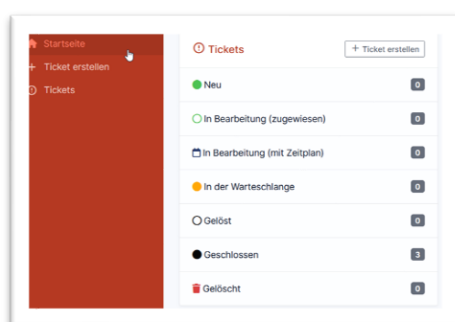 Startseite
Ticket erstellen
Tickets
Tickets
+ Ticket erstellen
Neu 0
In Bearbeitung (zugewiesen) 0
In Bearbeitung (mit Zeitplan) 0
In der Warteschlange 0
Gelöst 0
Geschlossen 3
Gelöscht 0